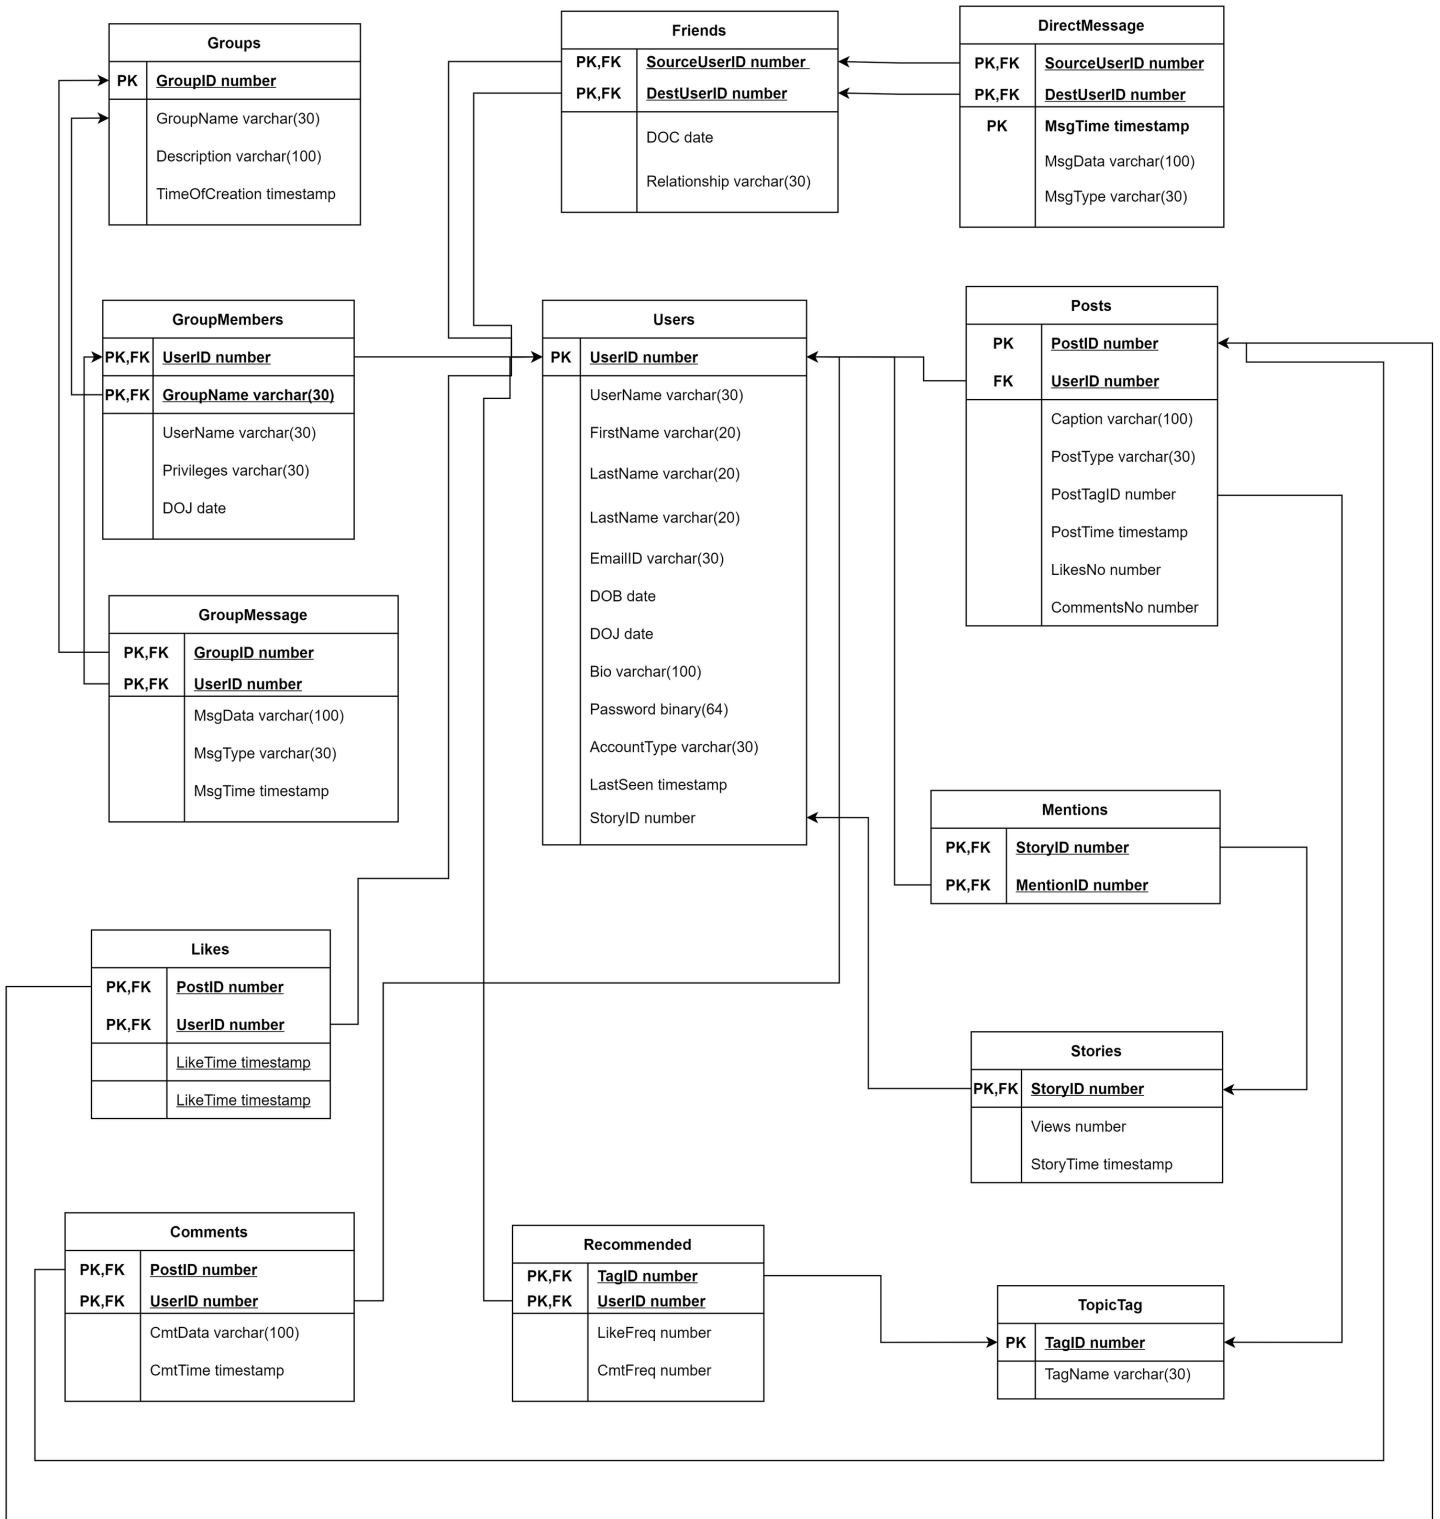 Groups
PK GroupID number
GroupName varchar(30)
Description varchar(100)
TimeOfCreation timestamp
Friends
PK,FK SourceUserID number
PK,FK DestUserID number
DOC date
Relationship varchar(30)
DirectMessage
PK,FK SourceUserID number
PK,FK DestUserID number
PK MsgTime timestamp
MsgData varchar(100)
MsgType varchar(30)
GroupMembers
PK,FK UserID number
PK,FK GroupName varchar(30)
UserName varchar(30)
Privileges varchar(30)
DOJ date
Users
PK UserID number
UserName varchar(30)
FirstName varchar(20)
LastName varchar(20)
LastName varchar(20)
EmailID varchar(30)
DOB date
DOJ date
Bio varchar(100)
Password binary(64)
AccountType varchar(30)
LastSeen timestamp
StoryID number
Posts
PK PostID number
FK UserID number
Caption varchar(100)
PostType varchar(30)
PostTagID number
PostTime timestamp
LikesNo number
CommentsNo number
GroupMessage
PK,FK GroupID number
PK,FK UserID number
MsgData varchar(100)
MsgType varchar(30)
MsgTime timestamp
Mentions
PK,FK StoryID number
PK,FK MentionID number
Likes
PK,FK PostID number
PK,FK UserID number
LikeTime timestamp
LikeTime timestamp
Stories
PK,FK StoryID number
Views number
StoryTime timestamp
Comments
PK,FK PostID number
PK,FK UserID number
CmtData varchar(100)
CmtTime timestamp
Recommended
PK,FK TagID number
PK,FK UserID number
LikeFreq number
CmtFreq number
TopicTag
PK TagID number
TagName varchar(30)